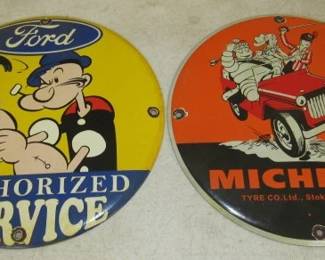 Ford
HORIZED
RVICE
MICHE
TYRE CO.Ltd., Stok